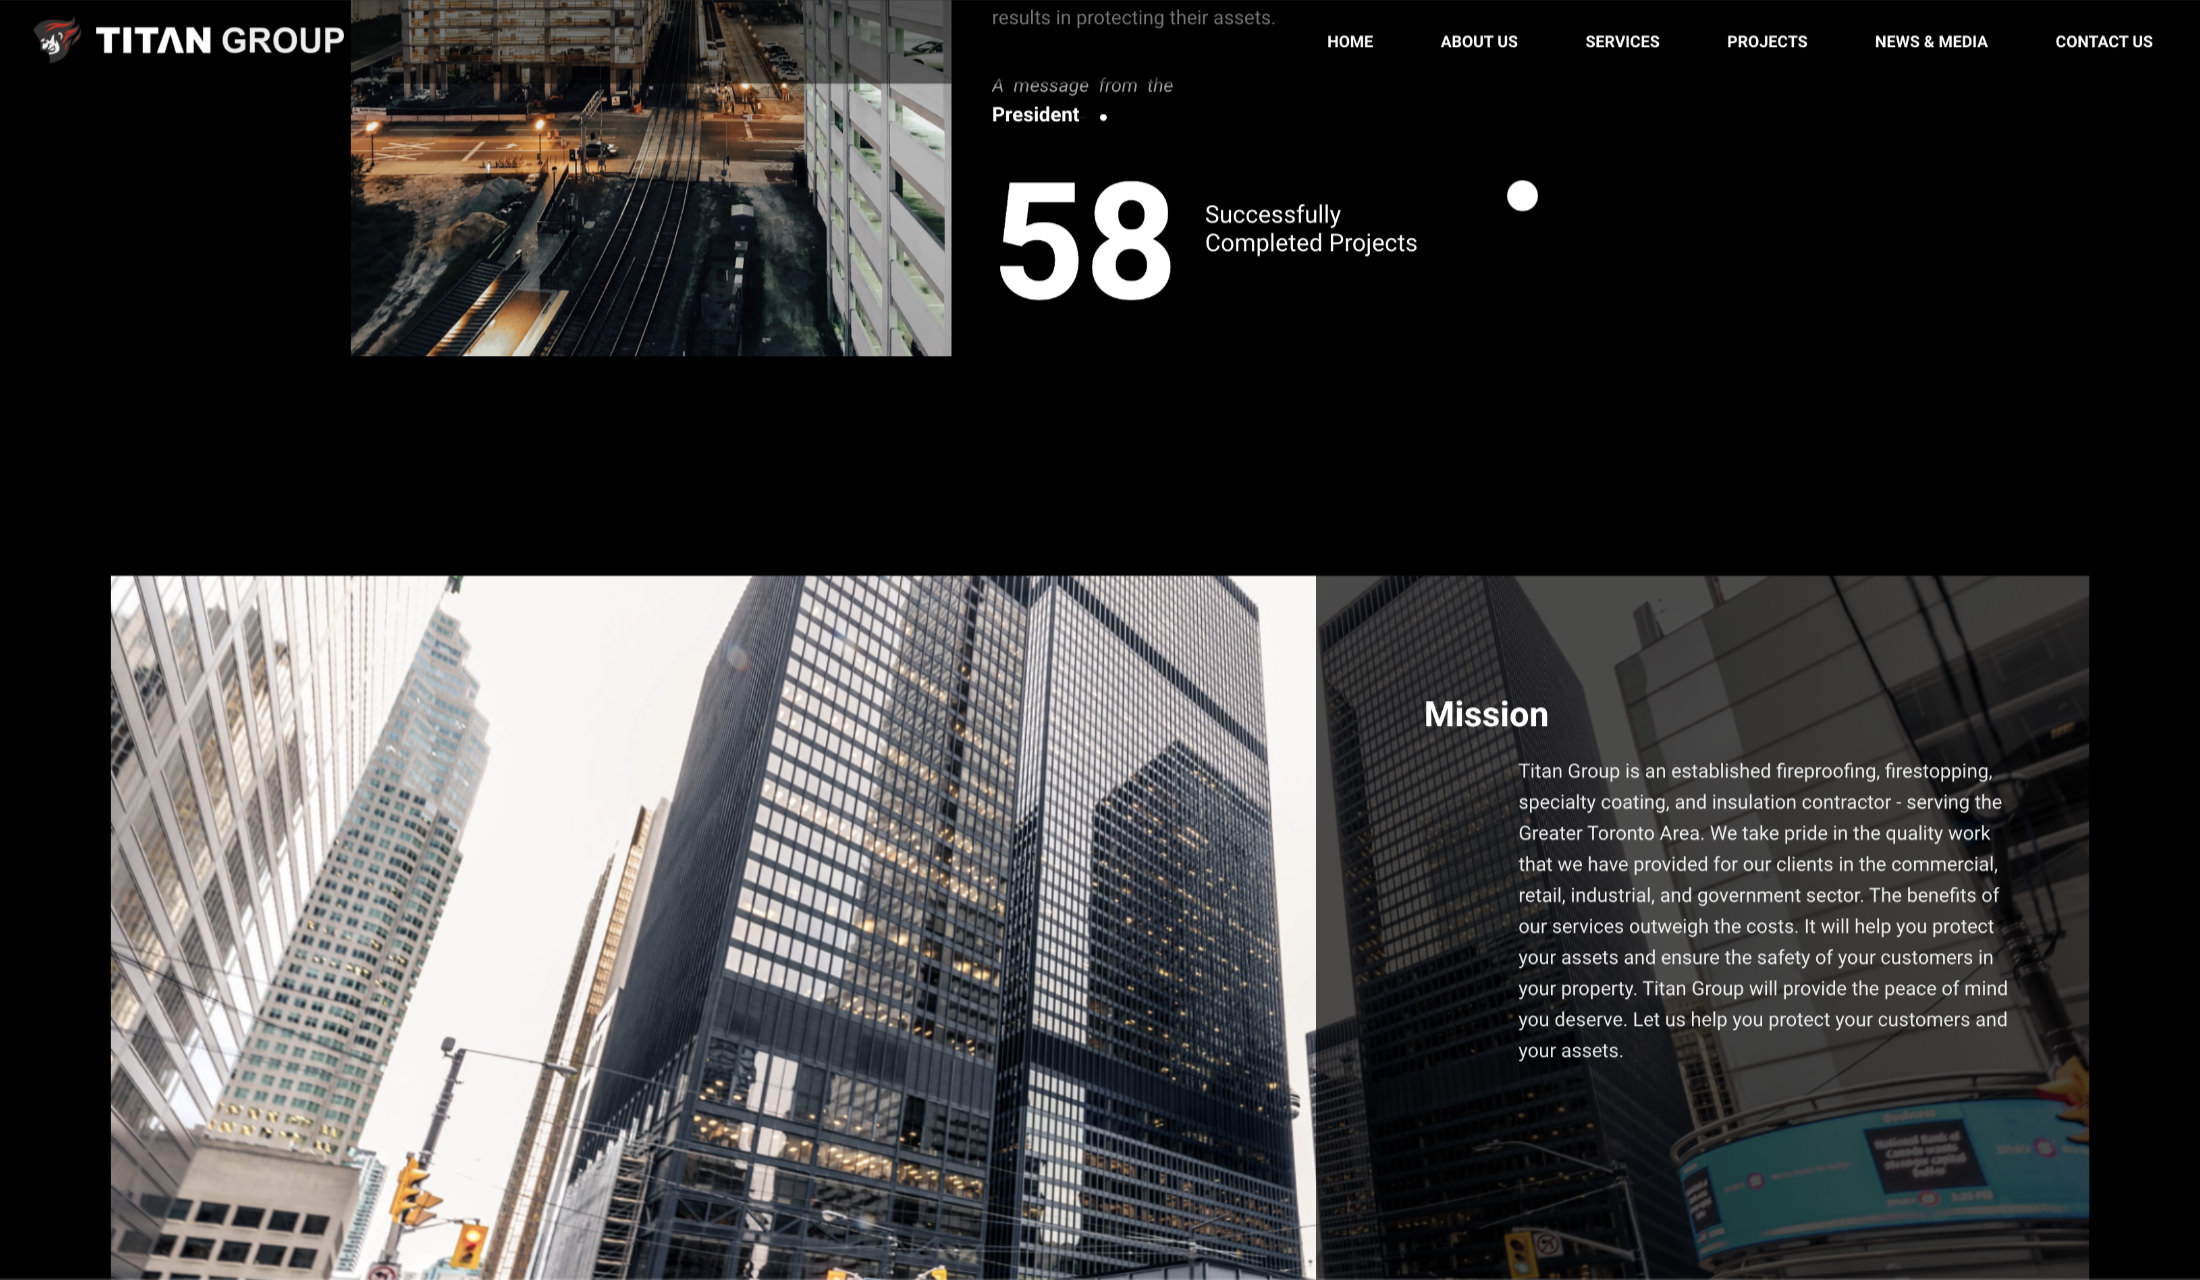 TITAN GROUP
HOME
ABOUT US
SERVICES
PROJECTS
NEWS & MEDIA
CONTACT US
results in protecting their assets.
A message from the
President
58
Successfully
Completed Projects
Mission
Titan Group is an established fireproofing, firestopping,
specialty coating, and insulation contractor - serving the
Greater Toronto Area. We take pride in the quality work
that we have provided for our clients in the commercial,
retail, industrial, and government sector. The benefits of
our services outweigh the costs. It will help you protect
your assets and ensure the safety of your customers in
your property. Titan Group will provide the peace of mind
you deserve. Let us help you protect your customers and
your assets.